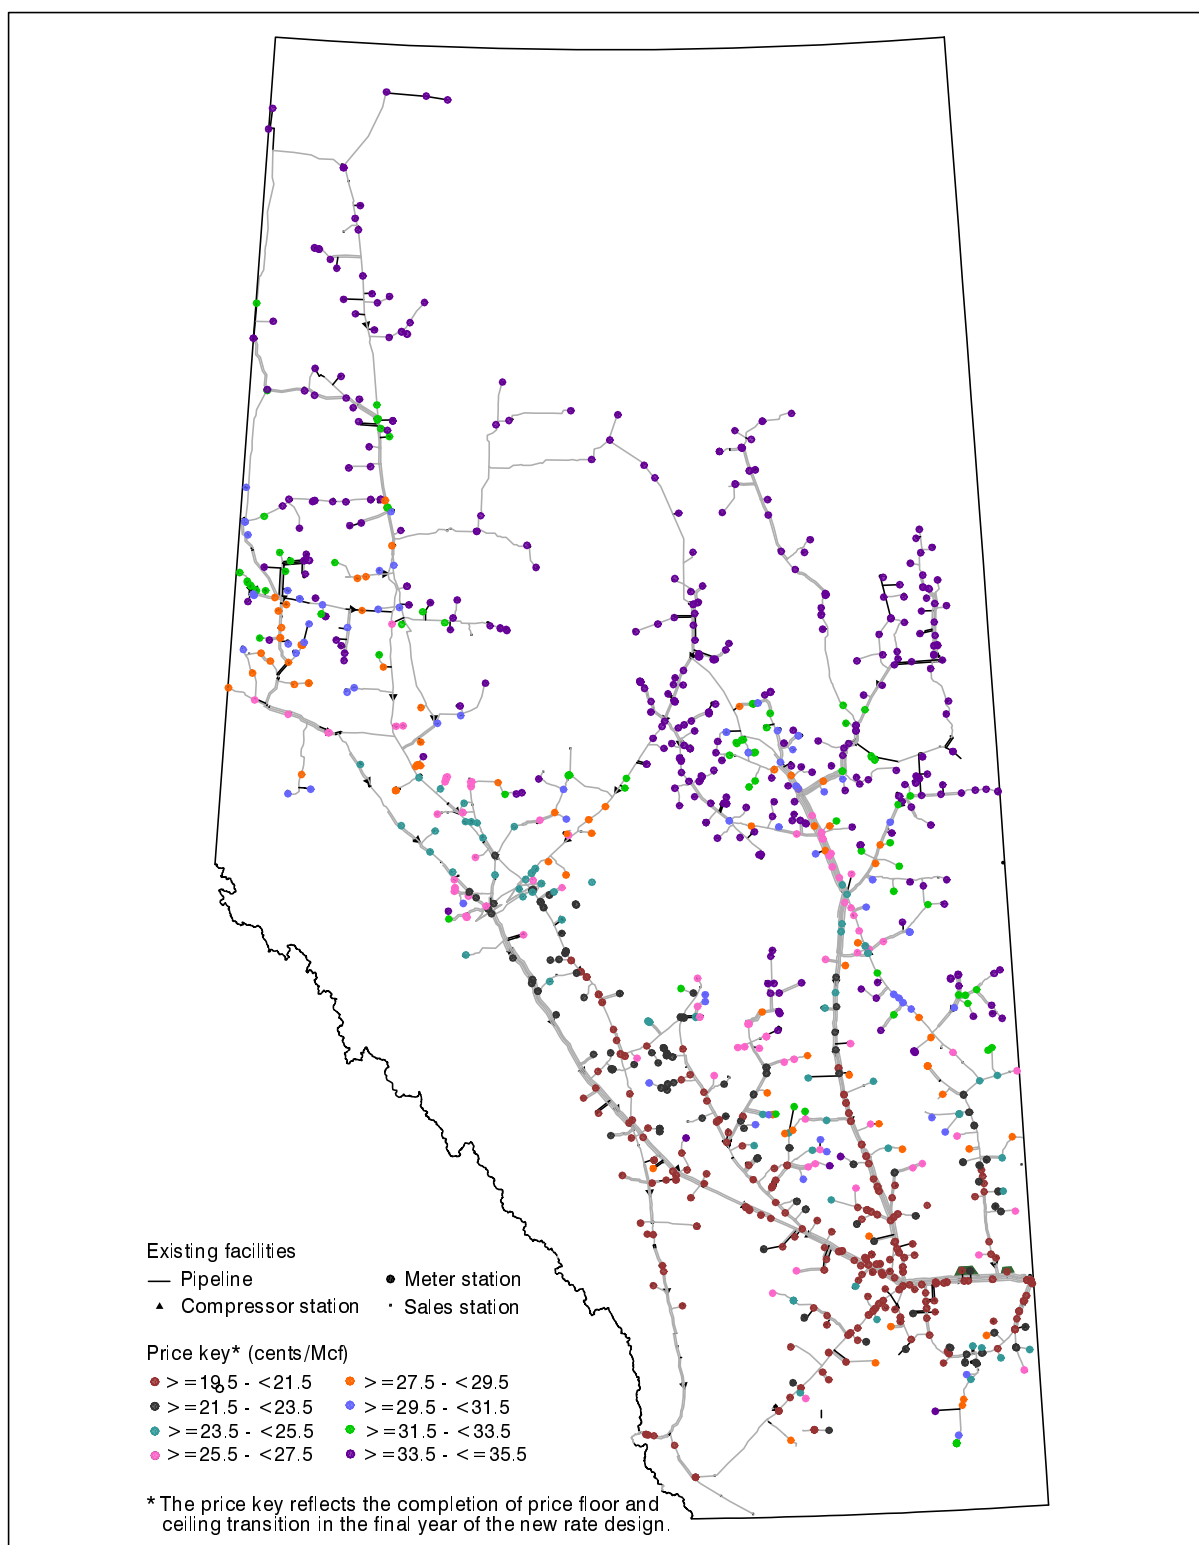 Existing facilities
Pipeline
Meter station
Compressor station
Sales station
Price key* (cents/Mcf)
>=19.5 - <21.5
>=27.5 - <29.5
>=21.5 - <23.5
>=29.5 - <31.5
>=23.5 - <25.5
>=31.5 - <33.5
>=25.5 - <27.5
>=33.5 - <=35.5
* The price key reflects the completion of price floor and
ceiling transition in the final year of the new rate design.